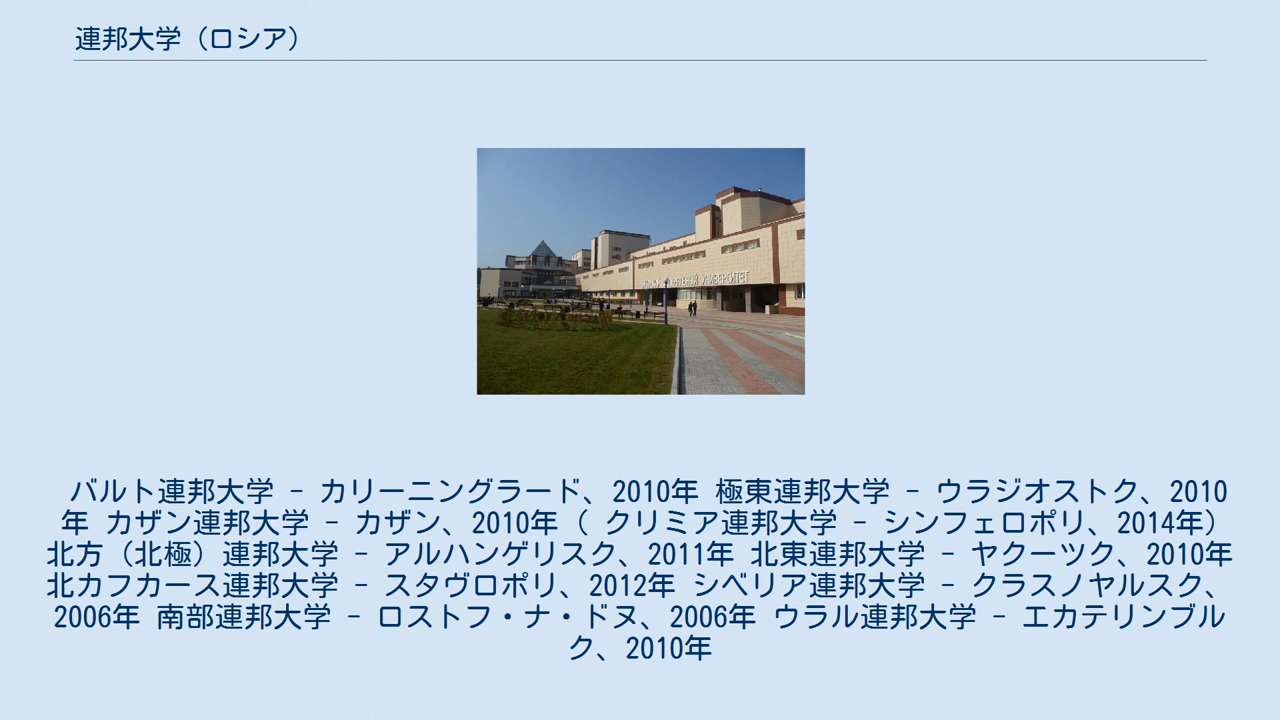 連邦大学（ロシア）
УНИВЕРСИТЕТ
バルト連邦大学 - カリーニングラード、2010年 極東連邦大学 - ウラジオストク、2010
年 カザン連邦大学 - カザン、2010年（ クリミア連邦大学 - シンフェロポリ、2014年）
北方（北極）連邦大学 - アルハンゲリスク、2011年 北東連邦大学 - ヤクーツク、2010年
北カフカース連邦大学 - スタヴロポリ、2012年 シベリア連邦大学 - クラスノヤルスク、
2006年 南部連邦大学 - ロストフ・ナ・ドヌ、2006年 ウラル連邦大学 - エカテリンブル
ク、2010年